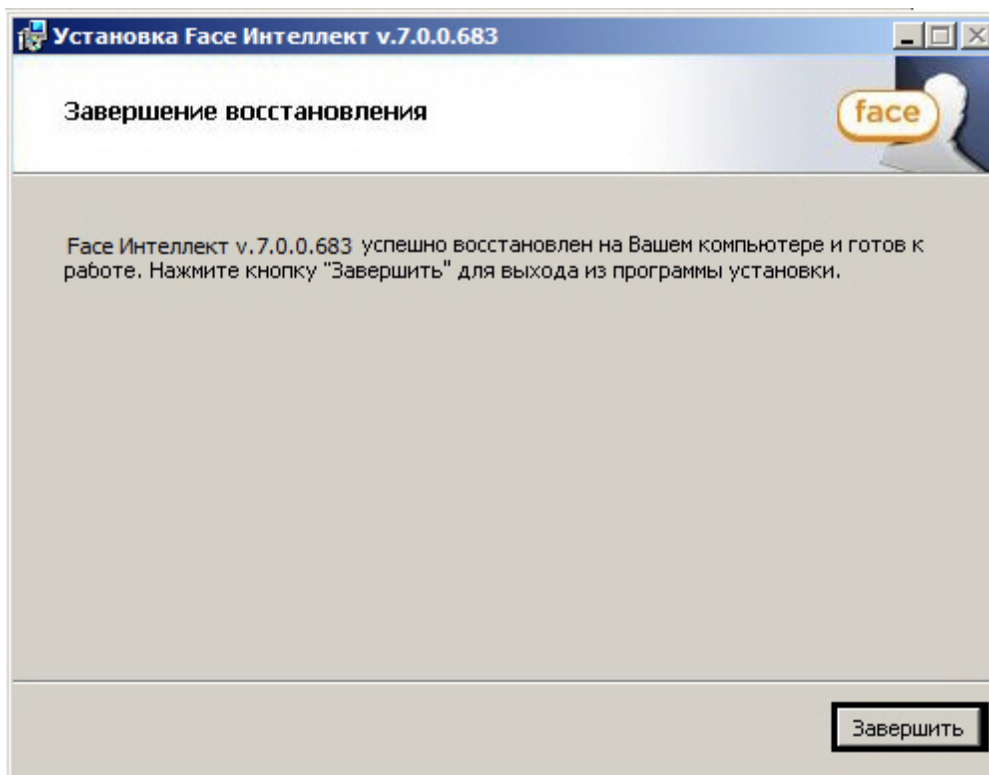 Установка Face Интеллект v.7.0.0.683
Завершение восстановления
face
Face Интеллект v.7.0.0.683 успешно восстановлен на Вашем компьютере и готов к
работе. Нажмите кнопку "Завершить" для выхода из программы установки.
Завершить